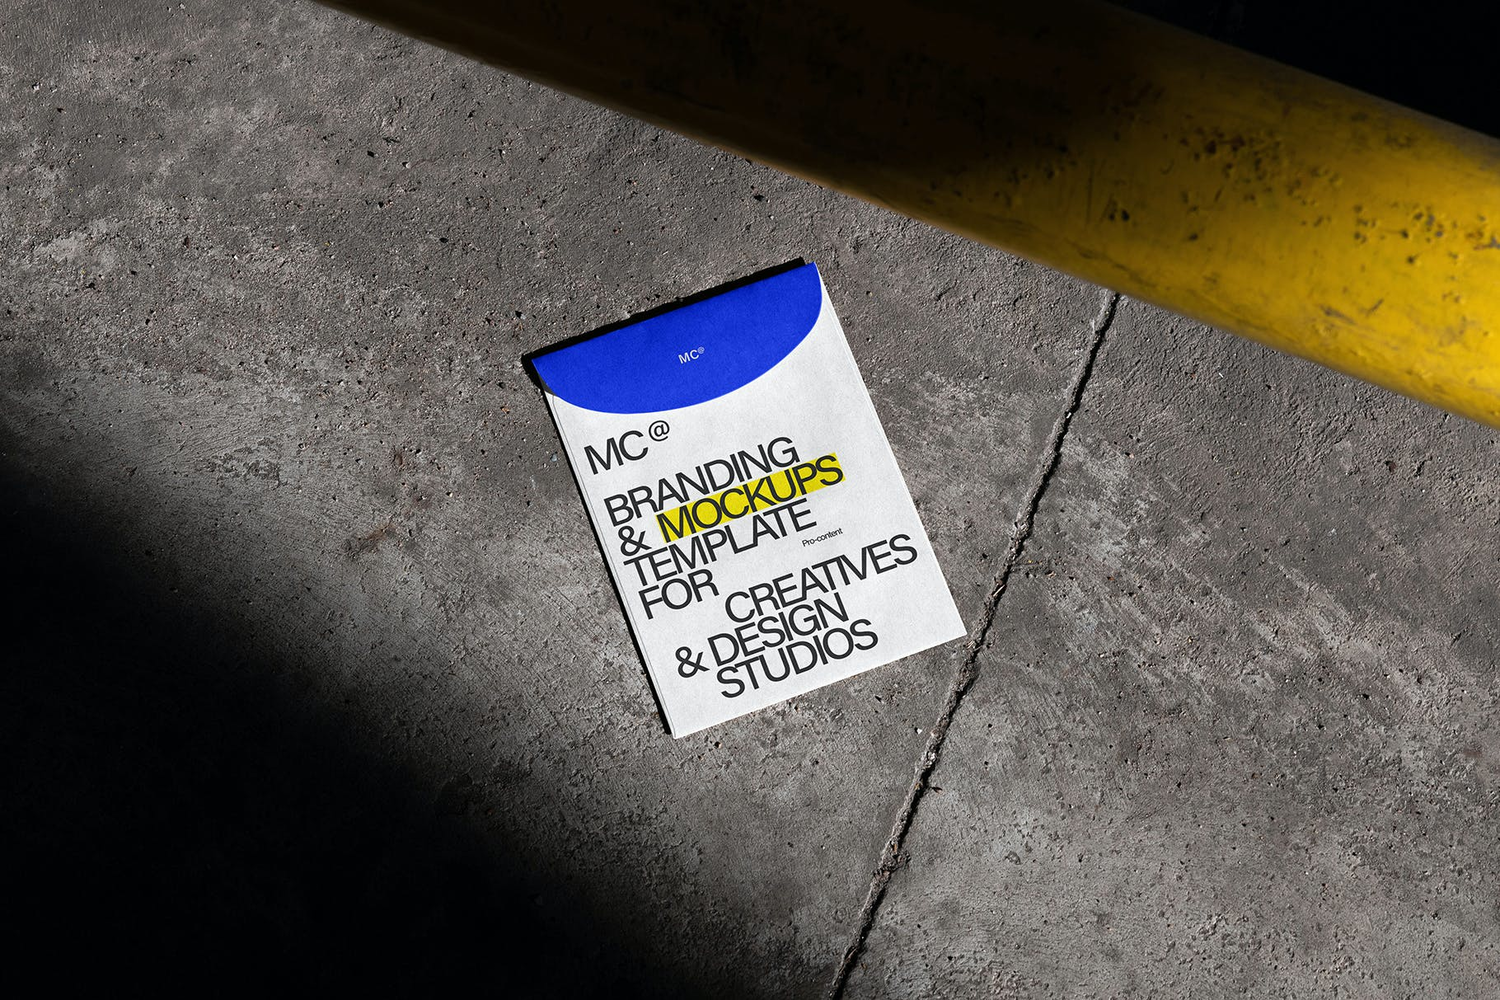 MC@
MC@
BRANDING
& MOCKUPS
TEMPLATE
Pro-content
FOR
CREATIVES
& DESIGN
STUDIOS